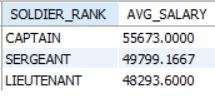 SOLDIER_RANK AVG_SALARY
CAPTAIN 55673.0000
SERGEANT 49799.1667
LIEUTENANT 48293.6000